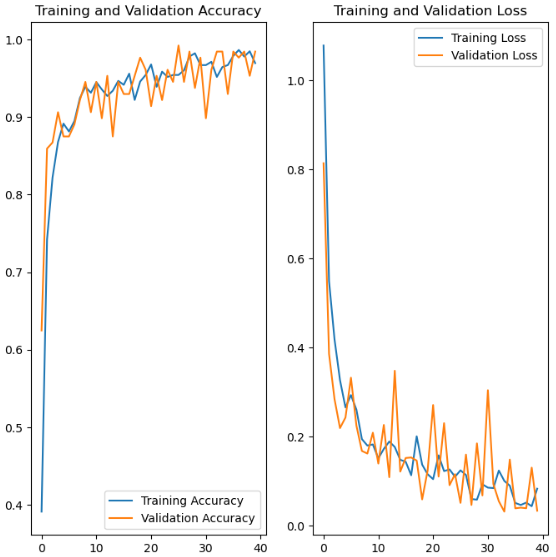 Training and Validation Accuracy
1.0
0.9
0.8
0.7
0.6
0.5
0.4
0 10 20 30 40
Training Accuracy
Validation Accuracy
Training and Validation Loss
1.0
0.8
0.6
0.4
0.2
0.0
0 10 20 30 40
Training Loss
Validation Loss